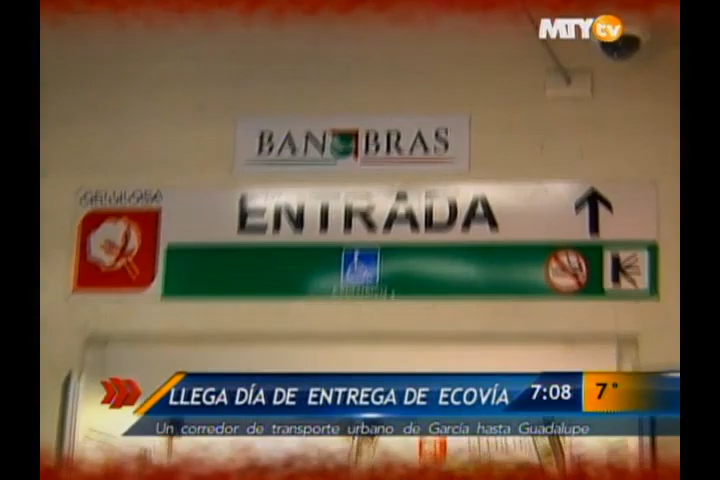 MTY tv
BANOBRAS
CELULOSA
ENTRADA
LLEGA DÍA DE ENTREGA DE ECOVÍA
7:08
7°
Un corredor de transporte urbano de García hasta Guadalupe